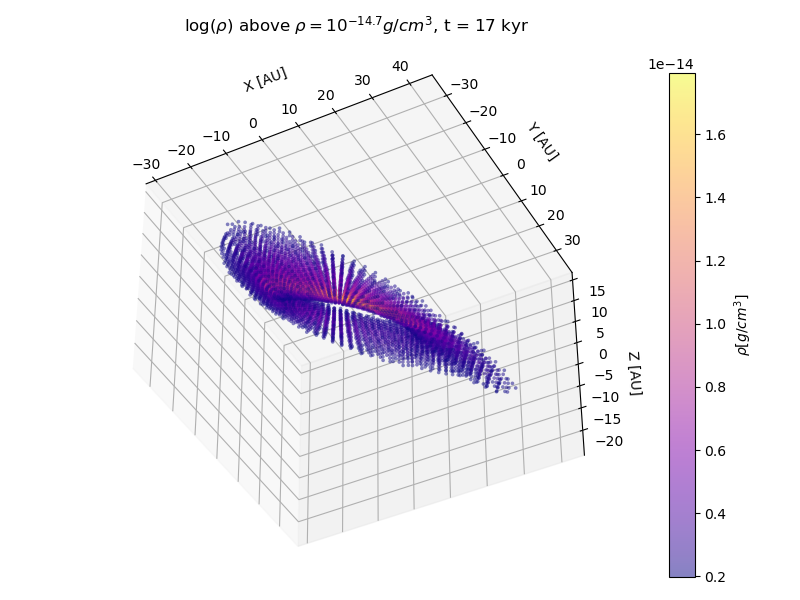 log(ρ) above ρ = 10^{-14.7}g/cm^3, t = 17 kyr
1e−14
X [AU]
−30 −20 −10 0 10 20 30 40
Y [AU]
−30 −20 −10 0 10 20 30
Z [AU]
15 10 5 0 −5 −10 −15 −20
1.6
1.4
1.2
1.0
0.8
0.6
0.4
0.2
ρ[g/cm^3]